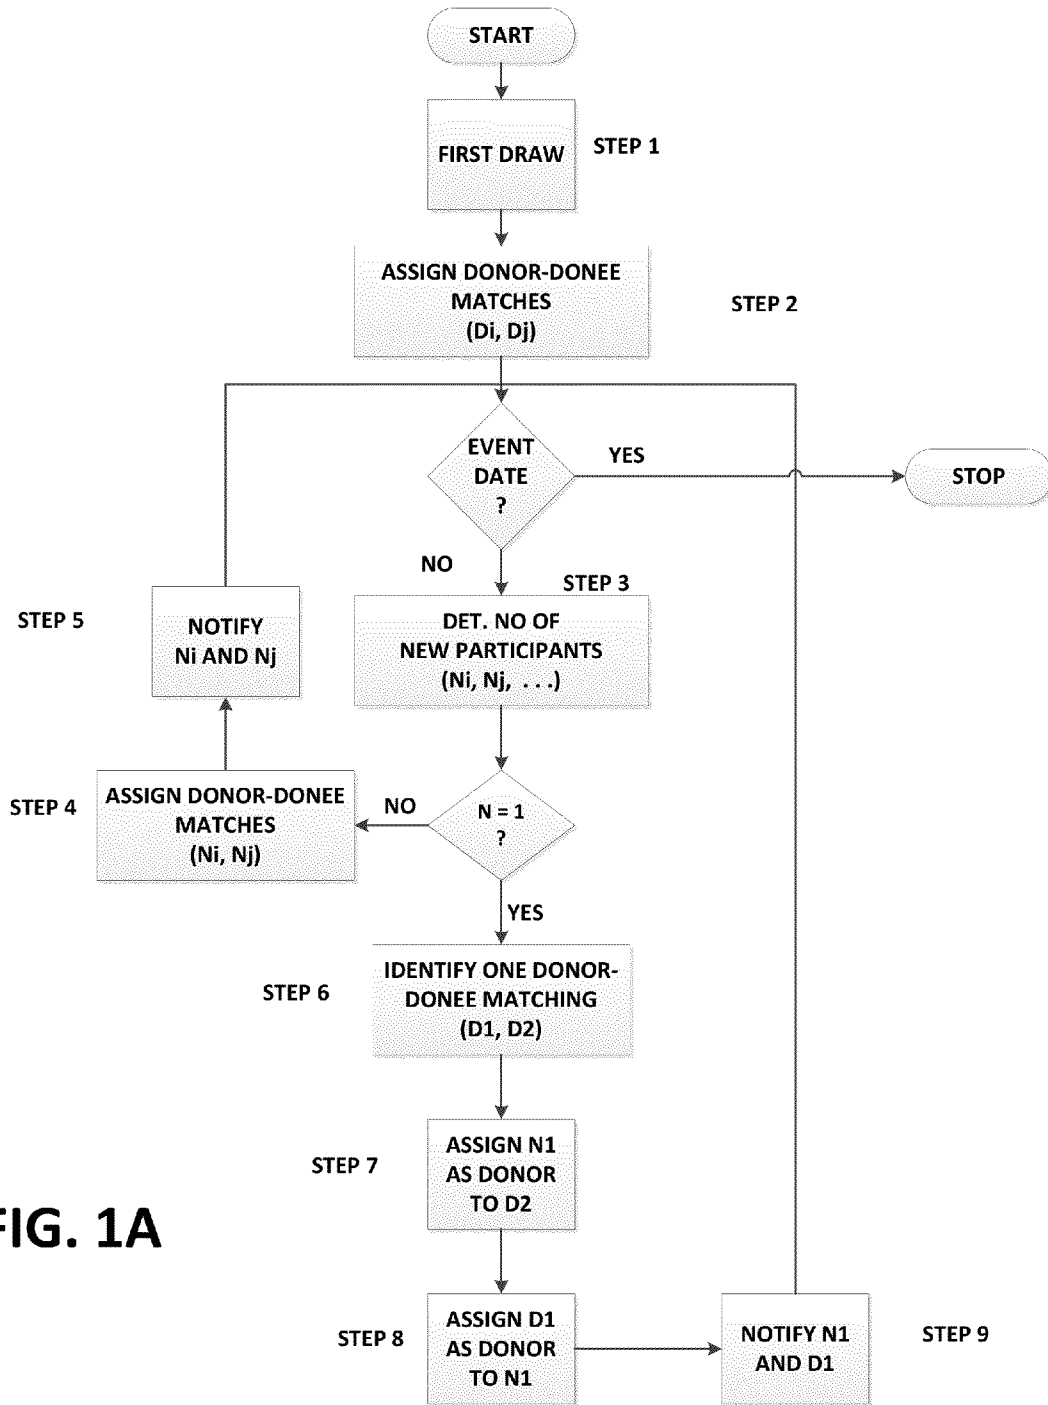 START
FIRST DRAW
STEP 1
ASSIGN DONOR-DONEE
MATCHES
(Di, Dj)
STEP 2
EVENT
DATE
?
YES
STOP
NO
STEP 3
STEP 5
NOTIFY
Ni AND Nj
DET. NO OF
NEW PARTICIPANTS
(Ni, Nj, . . .)
STEP 4
ASSIGN DONOR-DONEE
MATCHES
(Ni, Nj)
NO
N = 1
?
YES
STEP 6
IDENTIFY ONE DONOR-
DONEE MATCHING
(D1, D2)
STEP 7
ASSIGN N1
AS DONOR
TO D2
FIG. 1A
STEP 8
ASSIGN D1
AS DONOR
TO N1
NOTIFY N1
AND D1
STEP 9